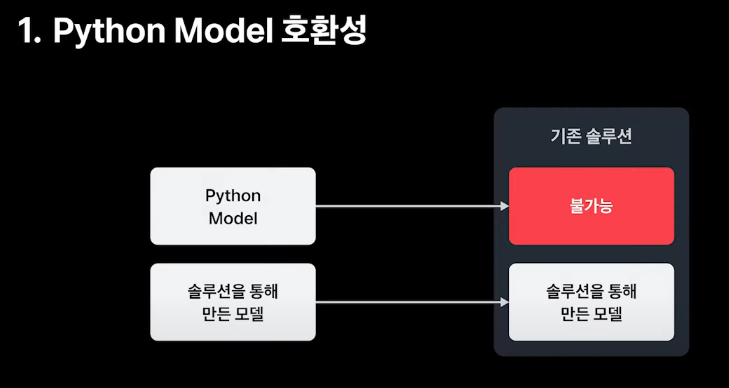 1. Python Model 호환성
기존 솔루션
Python
Model
불가능
솔루션을 통해
만든 모델
솔루션을 통해
만든 모델